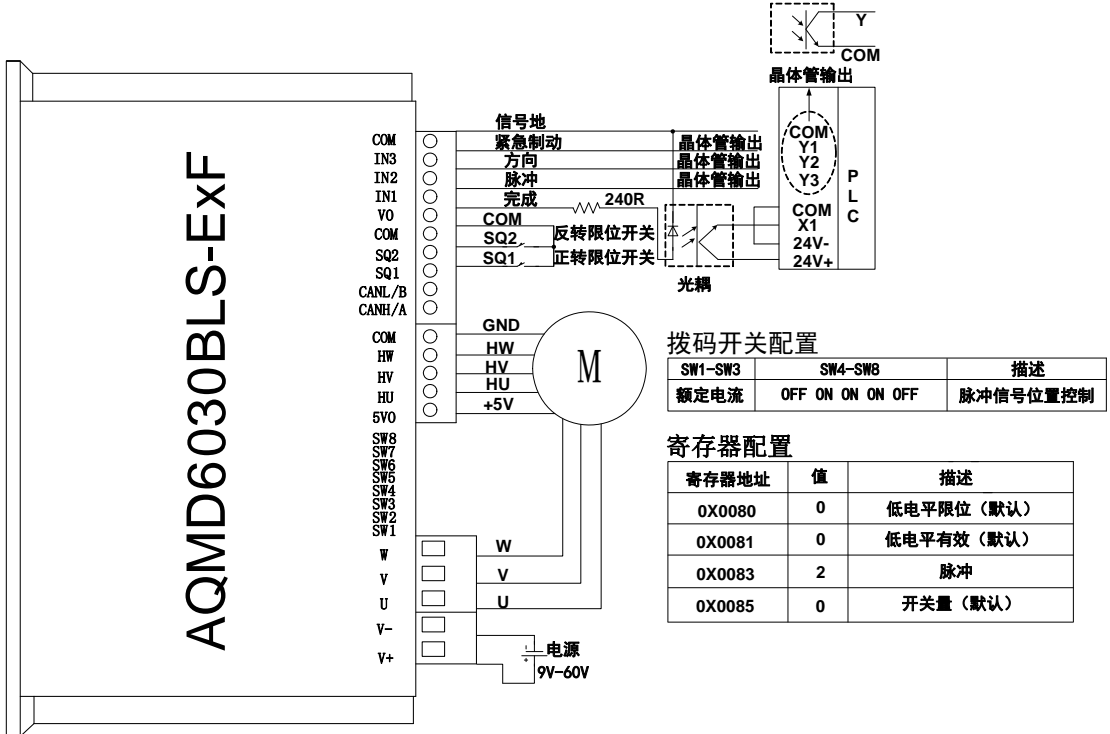 Y
COM
晶体管输出
AQMD6030BLS-ExF
COM
IN3
IN2
IN1
VO
COM
SQ2
SQ1
CANL/B
CANH/A
COM
HW
HV
HU
5VO
SW8
SW7
SW6
SW5
SW4
SW3
SW2
SW1
W
V
U
V-
V+
信号地
紧急制动 晶体管输出
方向 晶体管输出
脉冲 晶体管输出
完成 240R
COM
SQ2 反转限位开关
SQ1 正转限位开关
光耦
COM
Y1
Y2
Y3
COM
X1
24V-
24V+
PLC
GND
HW
HV
HU
+5V
M
W
V
U
电源
9V-60V
拨码开关配置
SW1-SW3 SW4-SW8 描述
额定电流 OFF ON ON ON OFF 脉冲信号位置控制
寄存器配置
寄存器地址 值 描述
0X0080 0 低电平限位（默认）
0X0081 0 低电平有效（默认）
0X0083 2 脉冲
0X0085 0 开关量（默认）